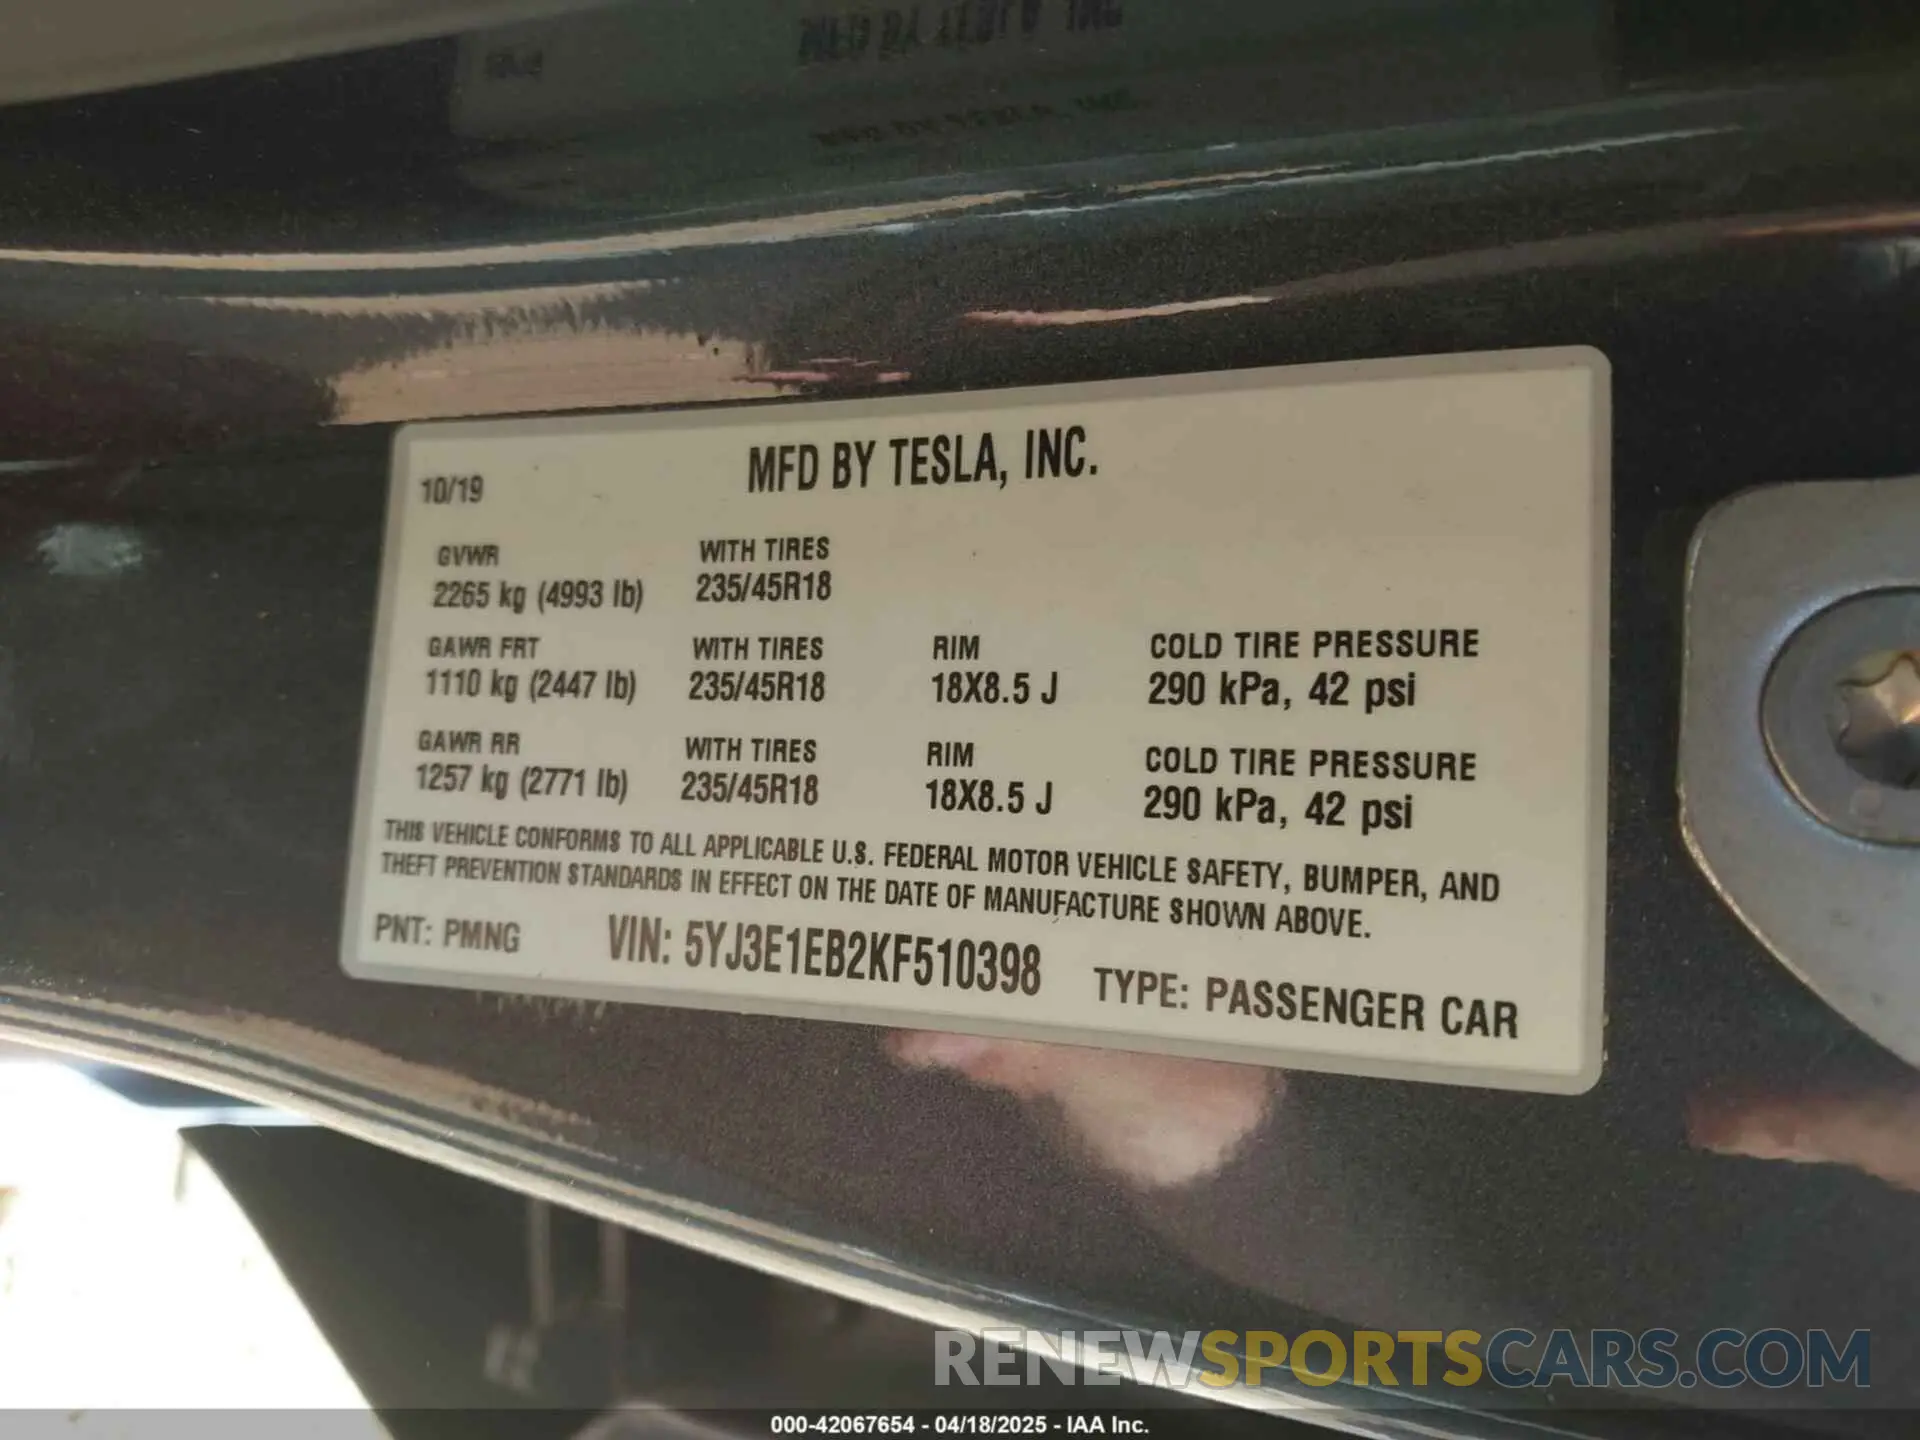 MFD BY TESLA, INC.
10/19
GVWR
2265 kg (4993 lb)
WITH TIRES
235/45R18
GAWR FRT
1110 kg (2447 lb)
WITH TIRES
235/45R18
RIM
18X8.5 J
COLD TIRE PRESSURE
290 kPa, 42 psi
GAWR RR
1257 kg (2771 lb)
WITH TIRES
235/45R18
RIM
18X8.5 J
COLD TIRE PRESSURE
290 kPa, 42 psi
THIS VEHICLE CONFORMS TO ALL APPLICABLE U.S. FEDERAL MOTOR VEHICLE SAFETY, BUMPER, AND
THEFT PREVENTION STANDARDS IN EFFECT ON THE DATE OF MANUFACTURE SHOWN ABOVE.
PNT: PMNG
VIN: 5YJ3E1EB2KF510398
TYPE: PASSENGER CAR
RENEWSPORTSCARS.COM
000-42067654 - 04/18/2025 - IAA Inc.